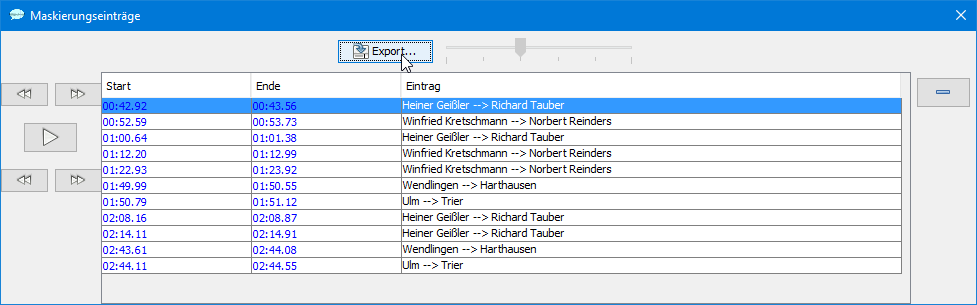 Maskierungseinträge
Export...
Start Ende Eintrag
00:42.92 00:43.56 Heiner Geißler --> Richard Tauber
00:52.59 00:53.73 Winfried Kretschmann --> Norbert Reinders
01:00.64 01:01.38 Heiner Geißler --> Richard Tauber
01:12.20 01:12.99 Winfried Kretschmann --> Norbert Reinders
01:22.93 01:23.92 Winfried Kretschmann --> Norbert Reinders
01:49.99 01:50.55 Wendlingen --> Harthausen
01:50.79 01:51.12 Ulm --> Trier
02:08.16 02:08.87 Heiner Geißler --> Richard Tauber
02:14.11 02:14.91 Heiner Geißler --> Richard Tauber
02:43.61 02:44.08 Wendlingen --> Harthausen
02:44.11 02:44.55 Ulm --> Trier